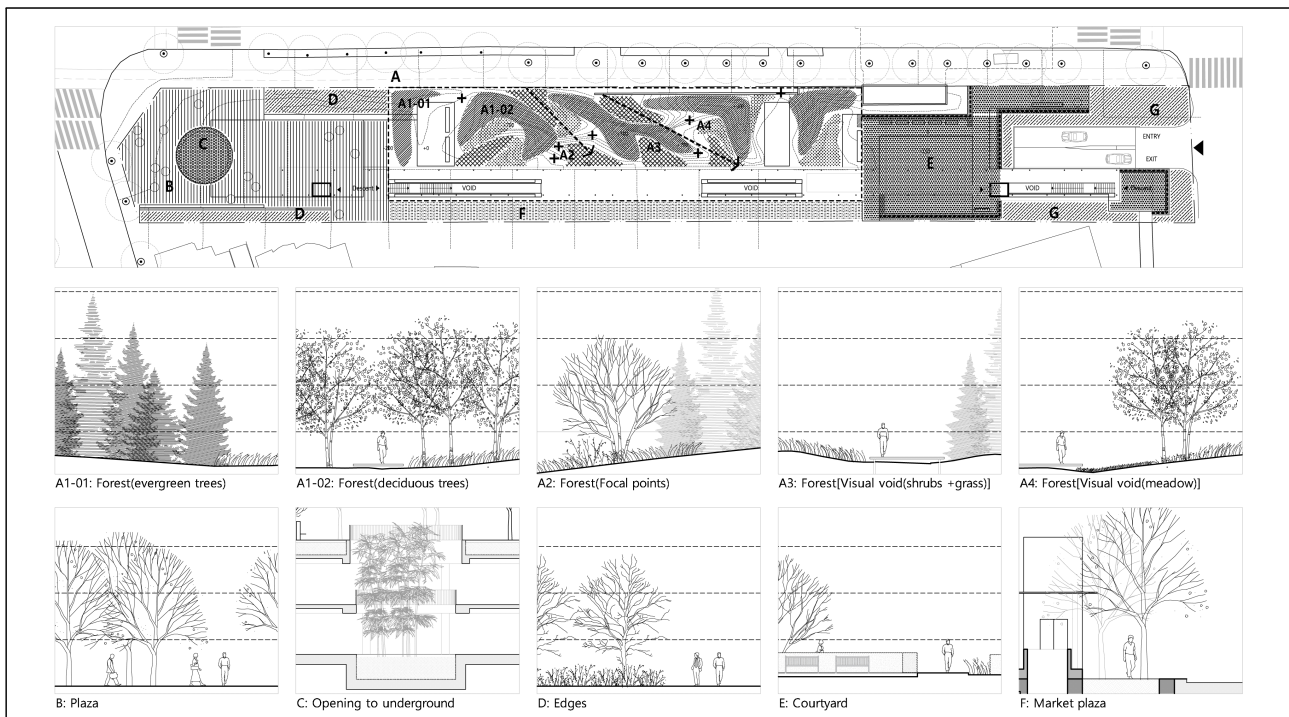 A
A1-01
A1-02
D
G
C
A2
A3
A4
E
ENTRY
EXIT
B
Descent
VOID
VOID
VOID
Descent
D
F
G
A1-01: Forest(evergreen trees)
A1-02: Forest(deciduous trees)
A2: Forest(Focal points)
A3: Forest[Visual void(shrubs +grass)]
A4: Forest[Visual void(meadow)]
B: Plaza
C: Opening to underground
D: Edges
E: Courtyard
F: Market plaza